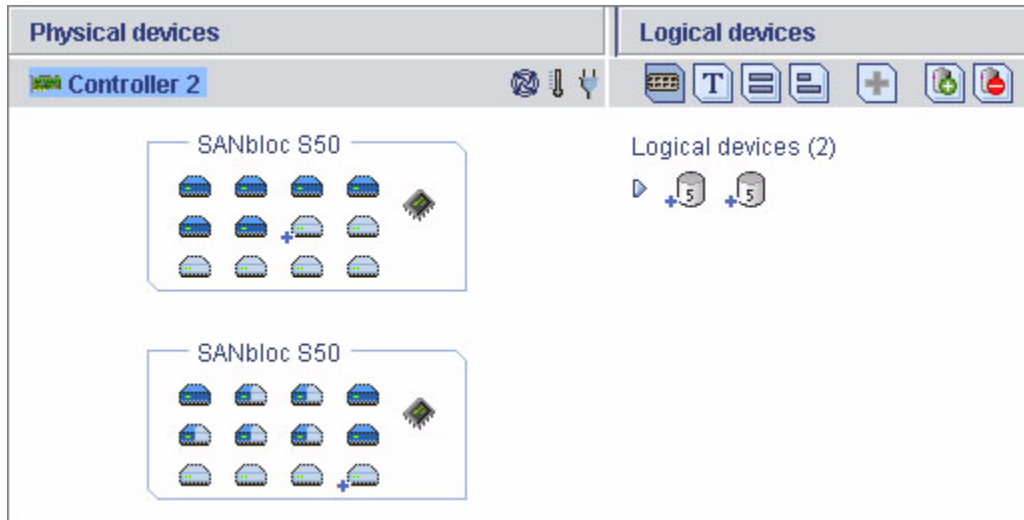 Physical devices
Logical devices
Controller 2
T
SANbloc S50
Logical devices (2)
5 5
SANbloc S50